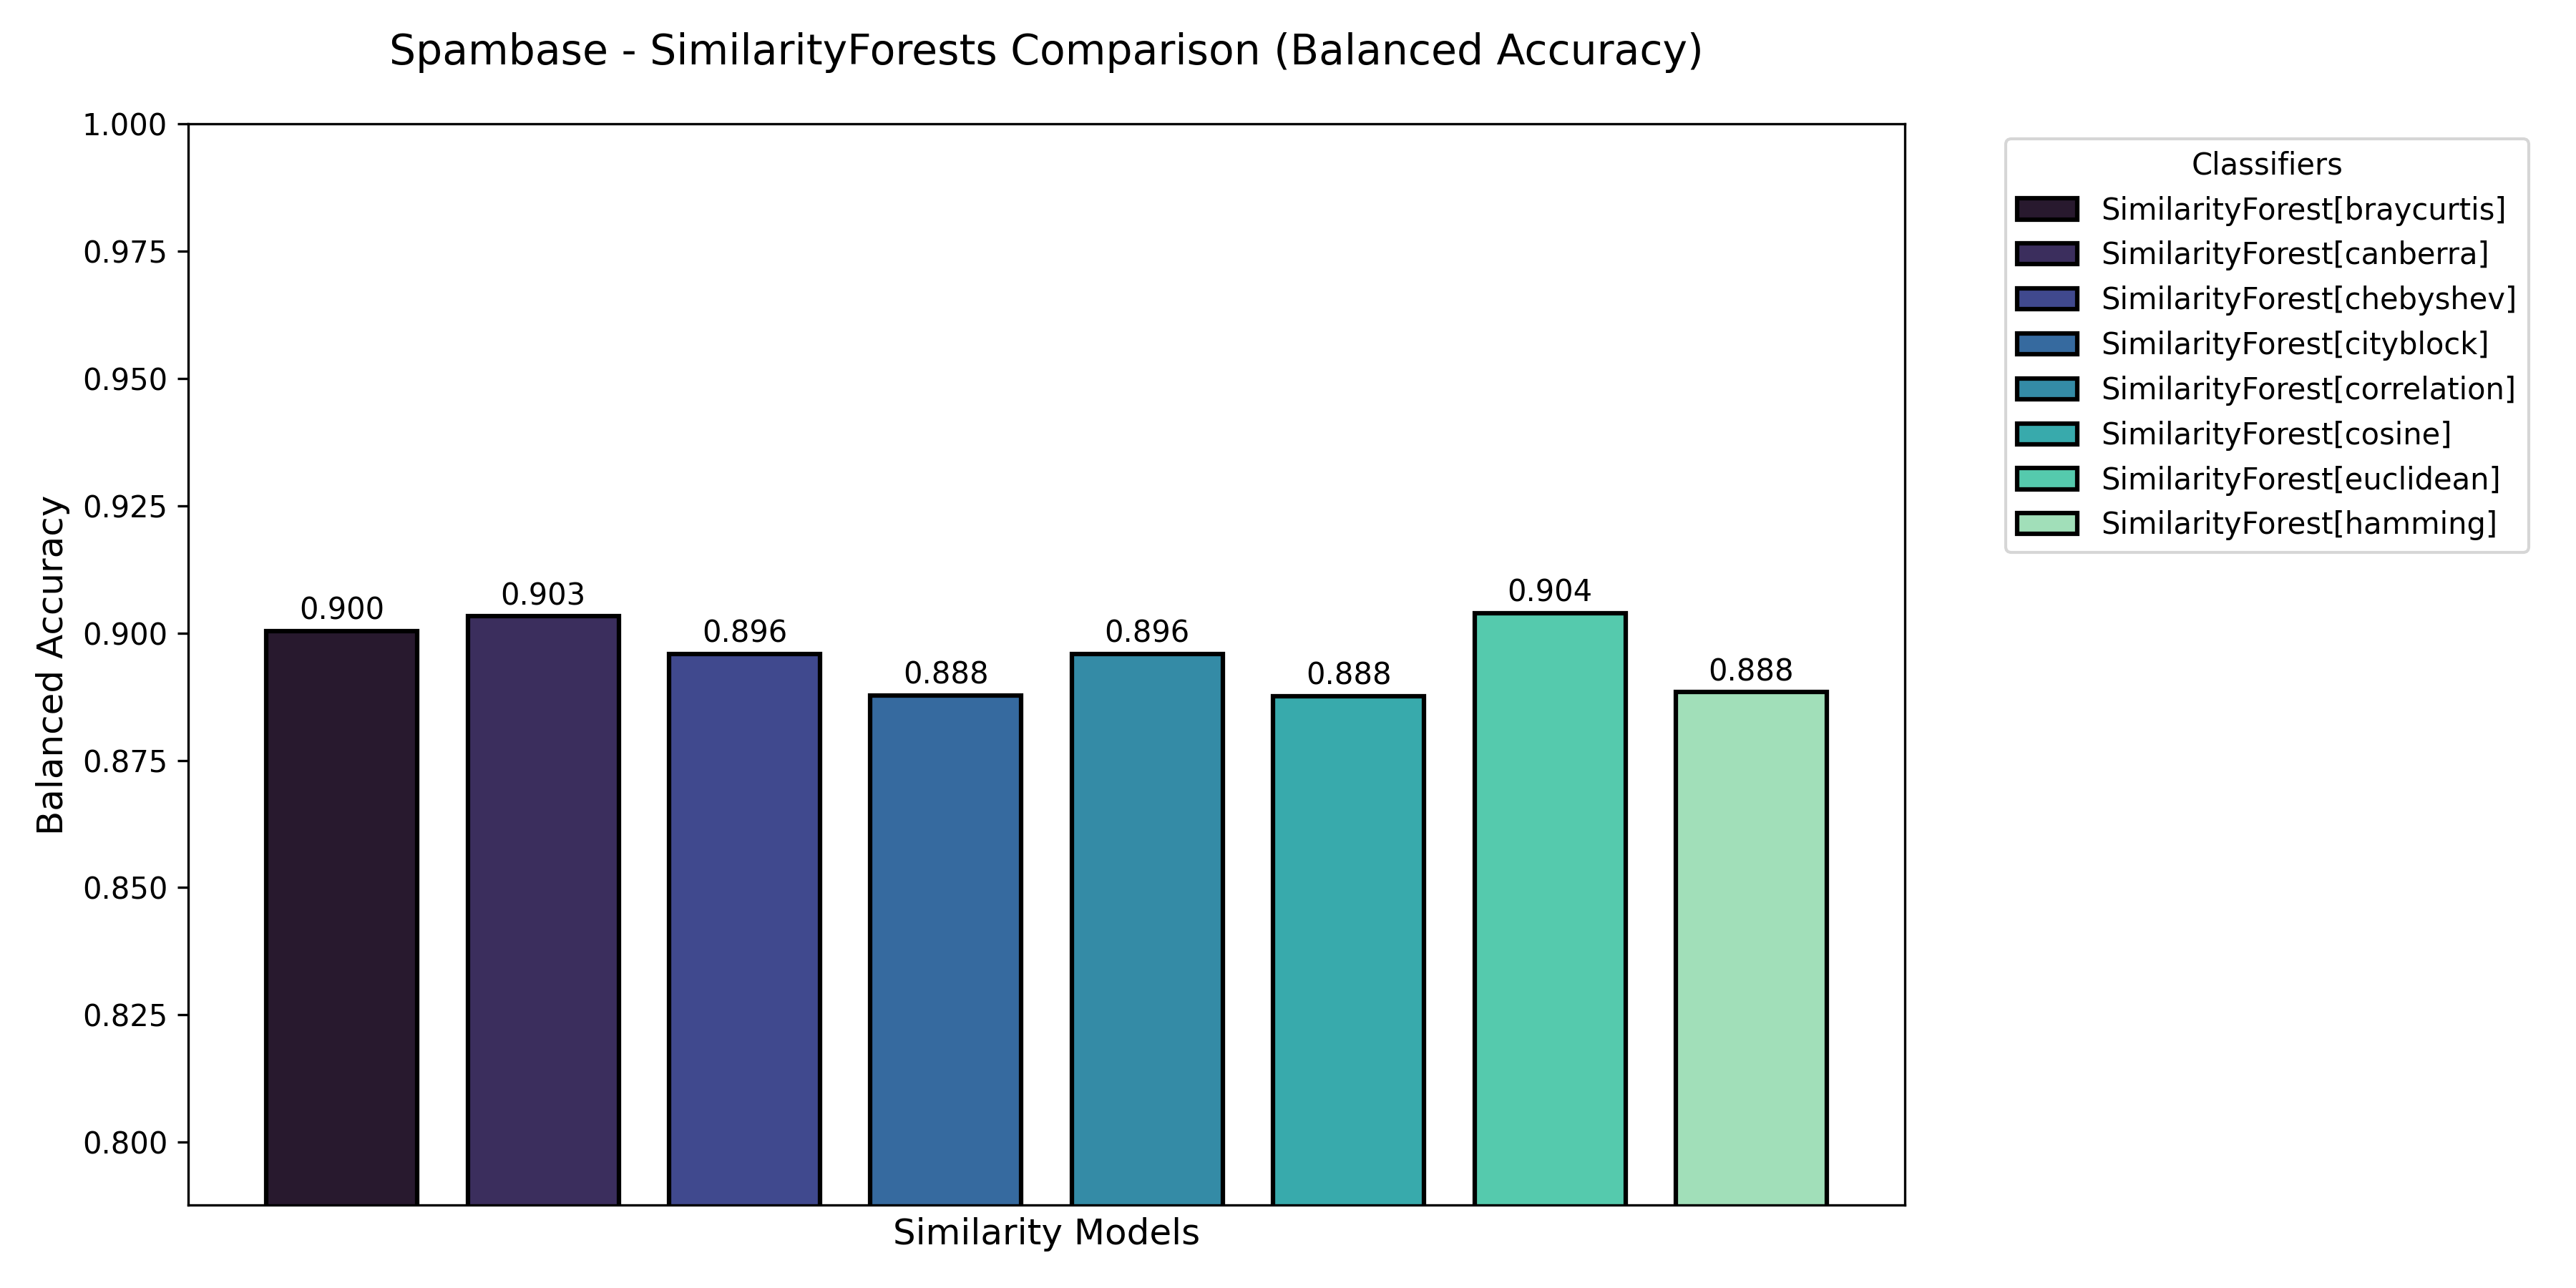 Spambase - SimilarityForests Comparison (Balanced Accuracy)
Balanced Accuracy
1.000
0.975
0.950
0.925
0.900
0.875
0.850
0.825
0.800
0.900
0.903
0.896
0.888
0.896
0.888
0.904
0.888
Similarity Models
Classifiers
SimilarityForest[braycurtis]
SimilarityForest[canberra]
SimilarityForest[chebyshev]
SimilarityForest[cityblock]
SimilarityForest[correlation]
SimilarityForest[cosine]
SimilarityForest[euclidean]
SimilarityForest[hamming]